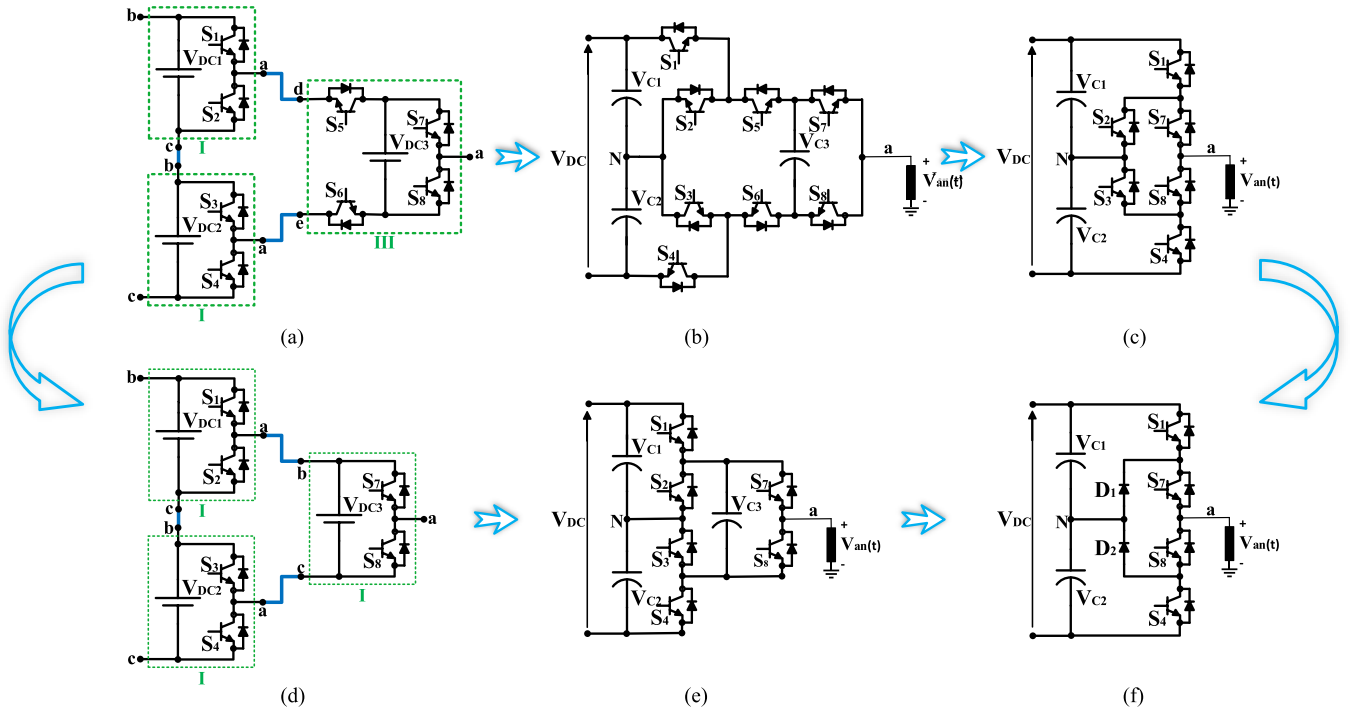 b
S1
VDC1
a
S2
I
c
b
S3
VDC2
a
S4
c
I
d
S5
VDC3
S7
a
S6
S8
e
III
(a)
S1
VC1
S2
S5
S7
VDC
N
VC3
a
+
Van(t)
-
VC2
S3
S6
S8
S4
(b)
S1
VC1
S2
S7
VDC
N
a
+
Van(t)
-
S3
S8
VC2
S4
(c)
b
S1
VDC1
a
S2
I
c
b
S3
VDC2
a
S4
c
I
b
S7
VDC3
a
S8
c
I
(d)
S1
VC1
S2
VC3
S7
VDC
N
a
+
Van(t)
-
S3
S8
VC2
S4
(e)
S1
VC1
D1
S7
VDC
N
a
+
Van(t)
-
D2
S8
VC2
S4
(f)